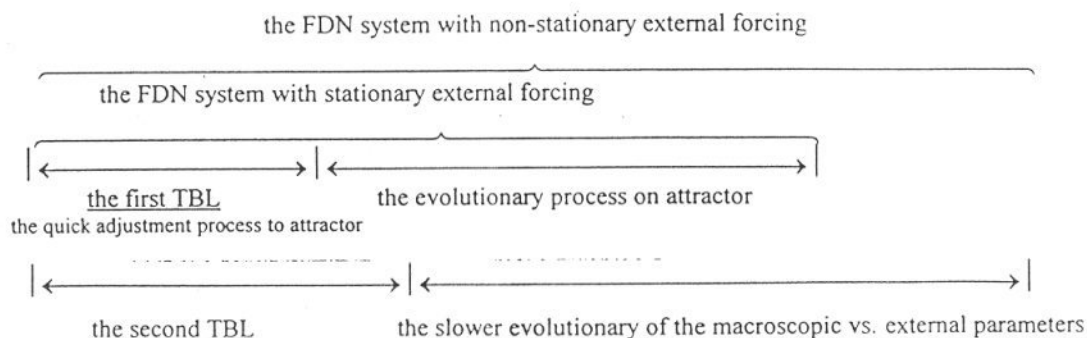 the FDN system with non-stationary external forcing
the FDN system with stationary external forcing
the first TBL
the evolutionary process on attractor
the quick adjustment process to attractor
the second TBL
the slower evolutionary of the macroscopic vs. external parameters